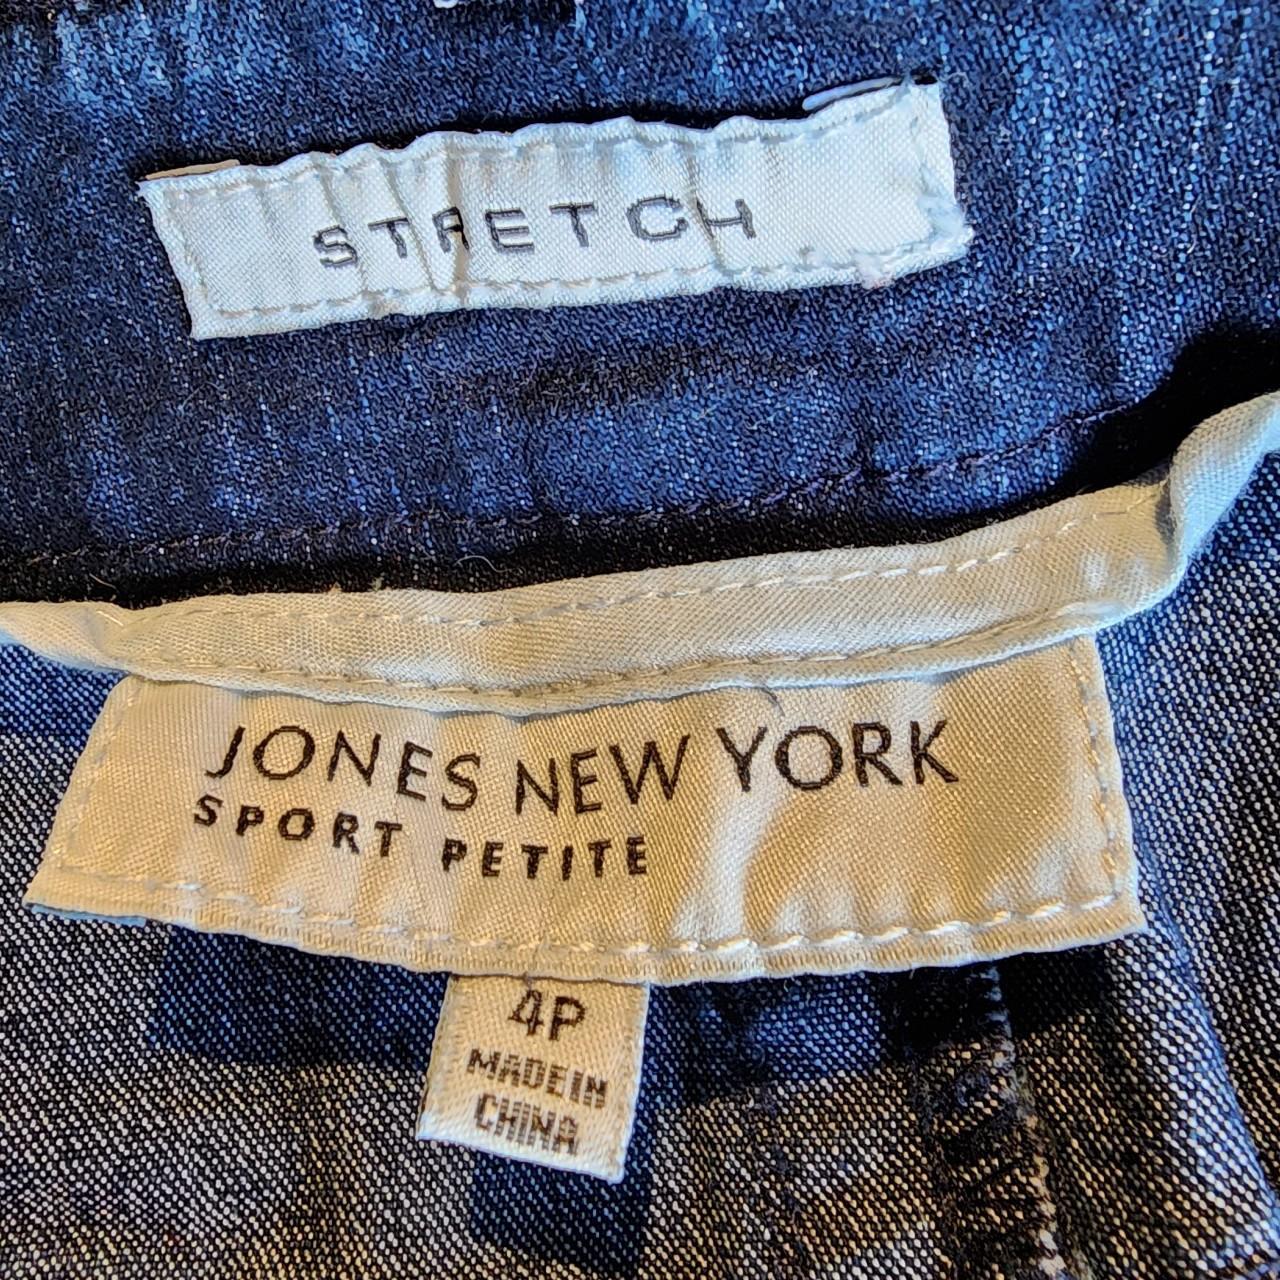 STRETCH
JONES NEW YORK
SPORT PETITE
4P
MADE IN
CHINA